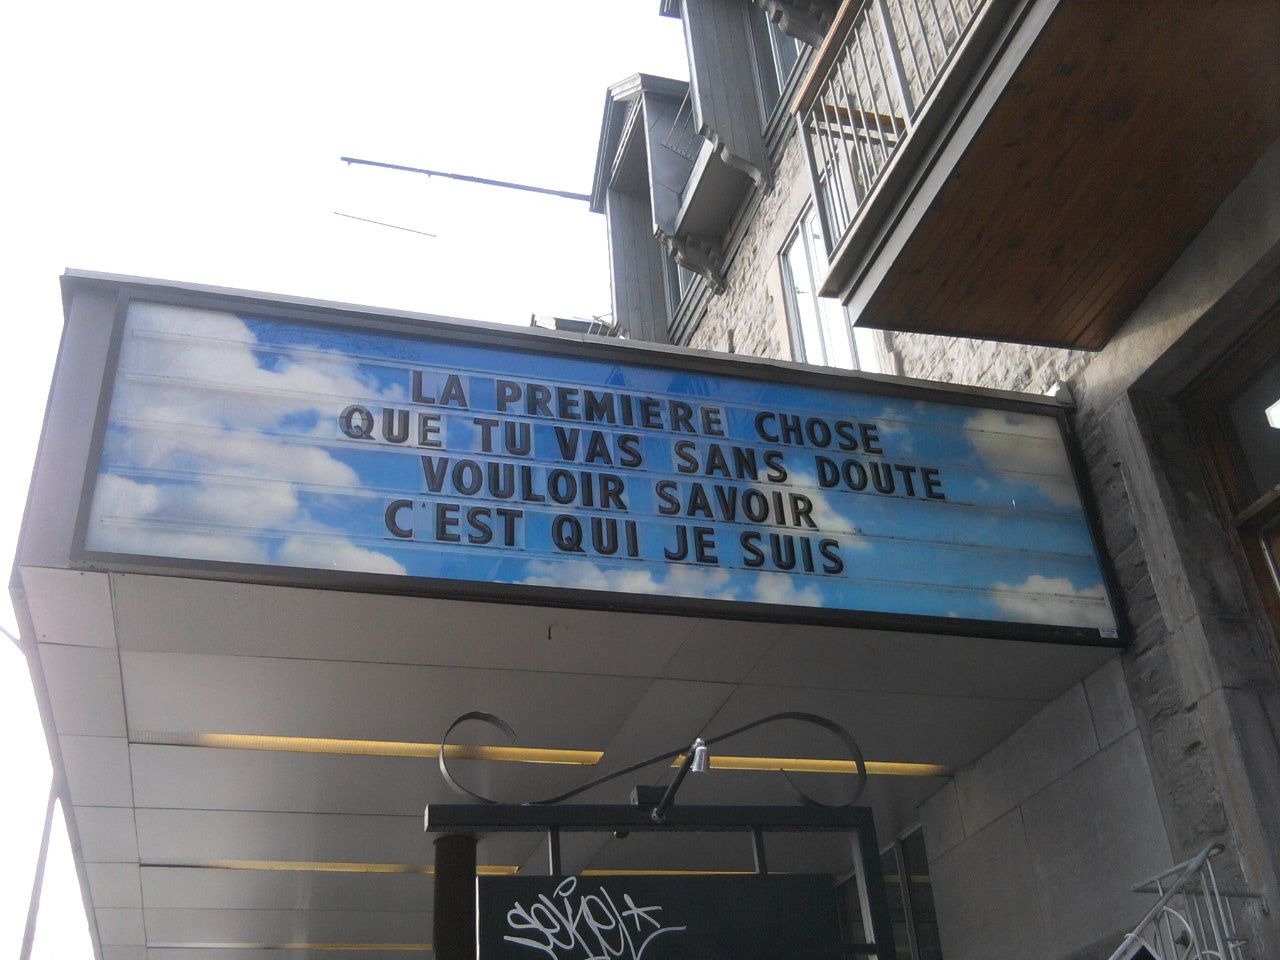 LA PREMIÈRE CHOSE
QUE TU VAS SANS DOUTE
VOULOIR SAVOIR
C'EST QUI JE SUIS